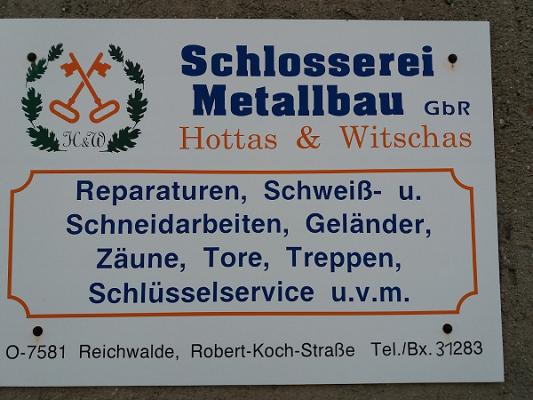 Schlosserei
Metallbau GbR
Hottas & Witschas
H&W
Reparaturen, Schweiß- u.
Schneidarbeiten, Geländer,
Zäune, Tore, Treppen,
Schlüsselservice u.v.m.
O-7581 Reichwalde, Robert-Koch-Straße Tel./Bx. 31283